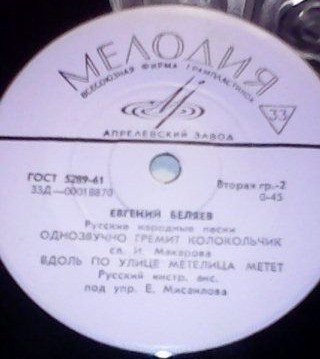 МЕЛОДИЯ
ВСЕСОЮЗНАЯ ФИРМА ГРАМПЛАСТИНОК
33
АПРЕЛЕВСКИЙ ЗАВОД
ГОСТ 5289-61
33Д—00018870
Вторая гр.-2
0-45
ЕВГЕНИЙ БЕЛЯЕВ
Русские народные песни
ОДНОЗВУЧНО ГРЕМИТ КОЛОКОЛЬЧИК
сл. И. Макарова
ВДОЛЬ ПО УЛИЦЕ МЕТЕЛИЦА МЕТЕТ
Русский инстр. анс.
под упр. Е. Мисаилова